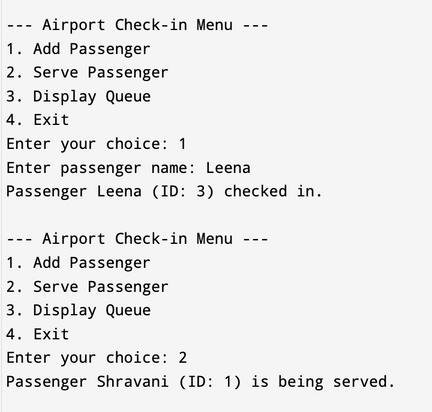 --- Airport Check-in Menu ---
1. Add Passenger
2. Serve Passenger
3. Display Queue
4. Exit
Enter your choice: 1
Enter passenger name: Leena
Passenger Leena (ID: 3) checked in.
--- Airport Check-in Menu ---
1. Add Passenger
2. Serve Passenger
3. Display Queue
4. Exit
Enter your choice: 2
Passenger Shravani (ID: 1) is being served.